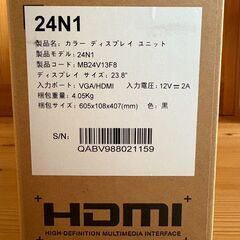 24N1
製品名：カラー ディスプレイ ユニット
製品モデル：24N1
製品コード：MB24V13F8
ディスプレイ サイズ：23.8"
入力ポート：VGA/HDMI 入力電圧：12V⎓2A
梱包重量：4.05Kg
梱包寸法：605x108x407(mm) 色：黒
S/N：
QABV988021159
HDMI
HIGH-DEFINITION MULTIMEDIA INTERFACE